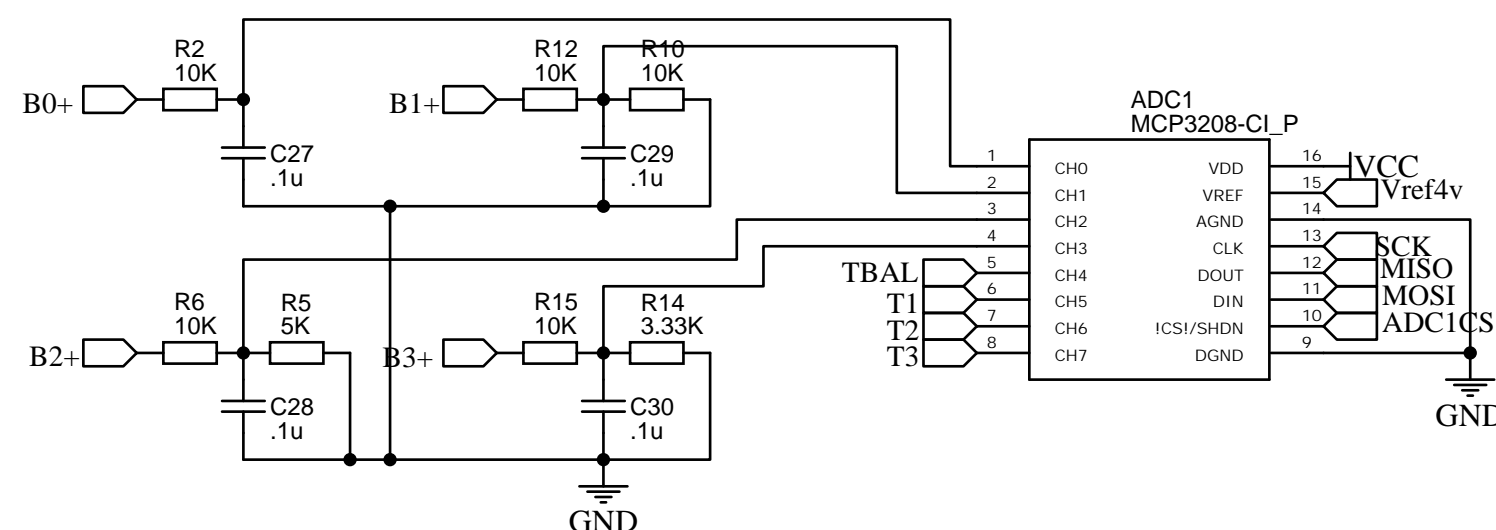 R2
10K
R12
10K
R10
10K
B0+
B1+
C27
.1u
C29
.1u
ADC1
MCP3208-CI_P
1
CH0
VDD
16
VCC
2
CH1
VREF
15
Vref4v
3
CH2
AGND
14
4
CH3
CLK
13
SCK
TBAL
5
CH4
DOUT
12
MISO
T1
6
CH5
DIN
11
MOSI
T2
7
CH6
!CS!/SHDN
10
ADC1CS
T3
8
CH7
DGND
9
GND
R6
10K
R5
5K
R15
10K
R14
3.33K
B2+
B3+
C28
.1u
C30
.1u
GND